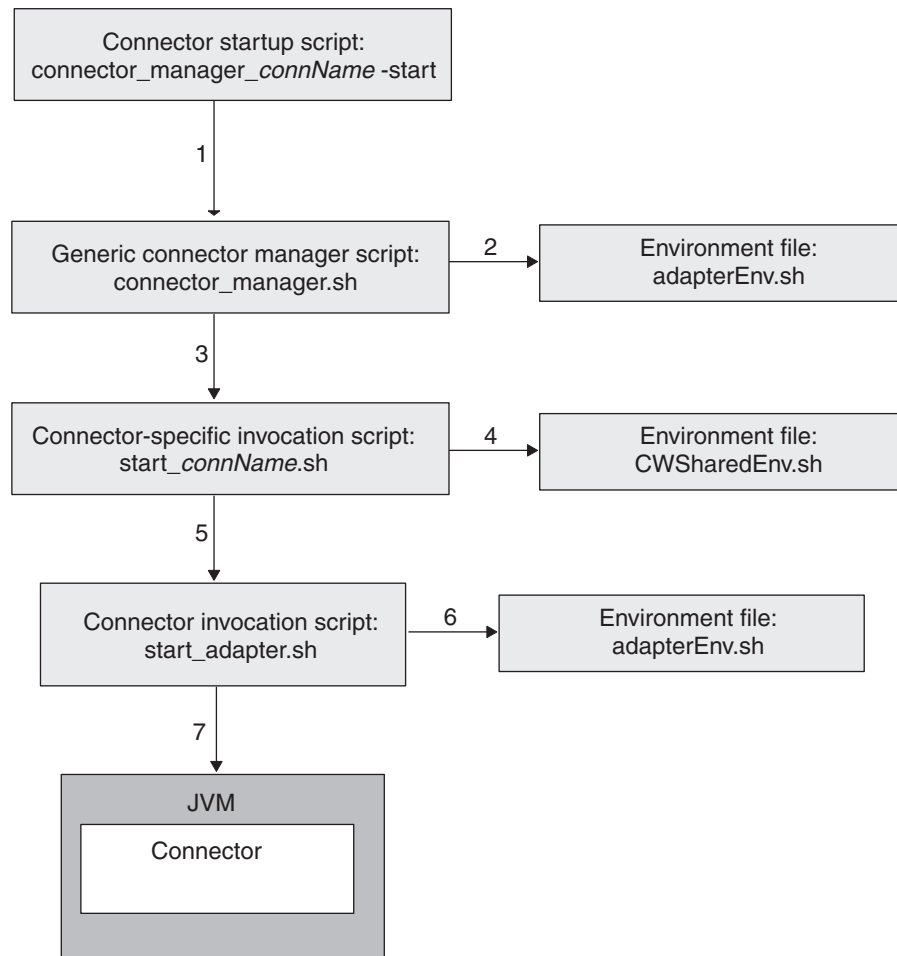 Connector startup script:
connector_manager_connName -start
1
Generic connector manager script:
connector_manager.sh
2
Environment file:
adapterEnv.sh
3
Connector-specific invocation script:
start_connName.sh
4
Environment file:
CWSharedEnv.sh
5
Connector invocation script:
start_adapter.sh
6
Environment file:
adapterEnv.sh
7
JVM
Connector